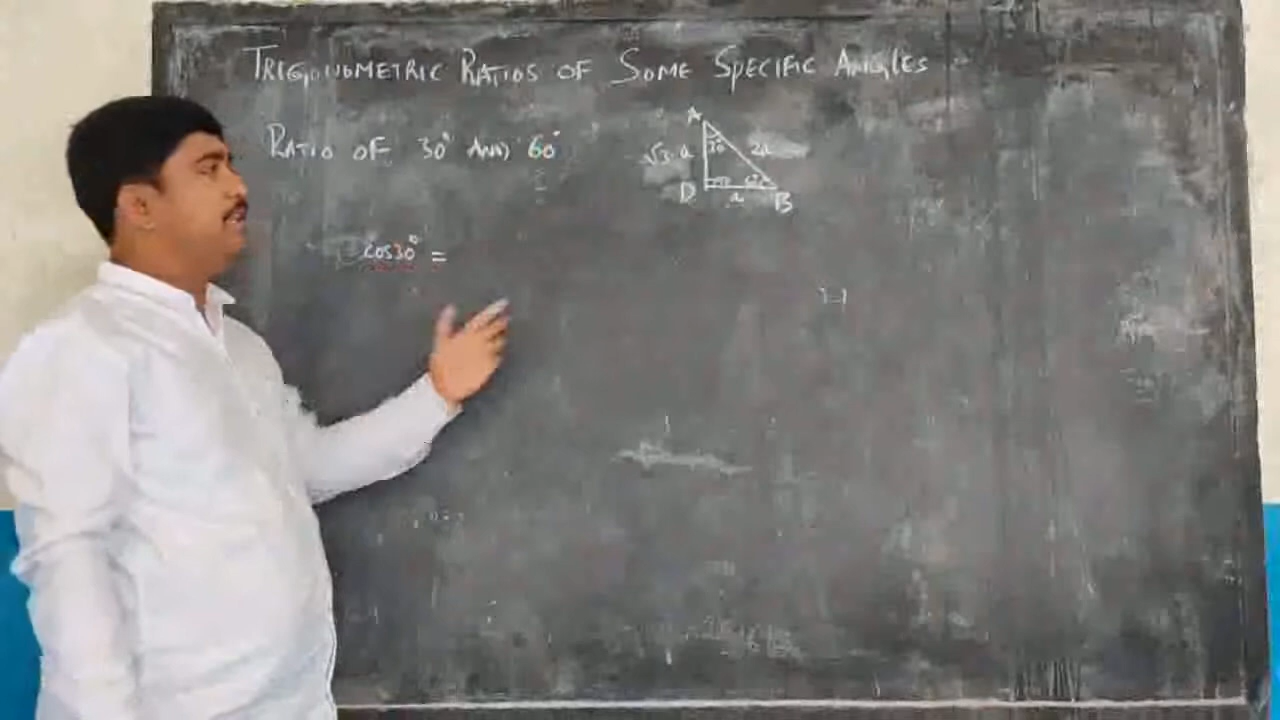 TRIGONOMETRIC RATIOS OF SOME SPECIFIC ANGLES
RATIO OF 30° AND 60°
A
30°
√3 a
2a
D
60°
a
B
cos30° =